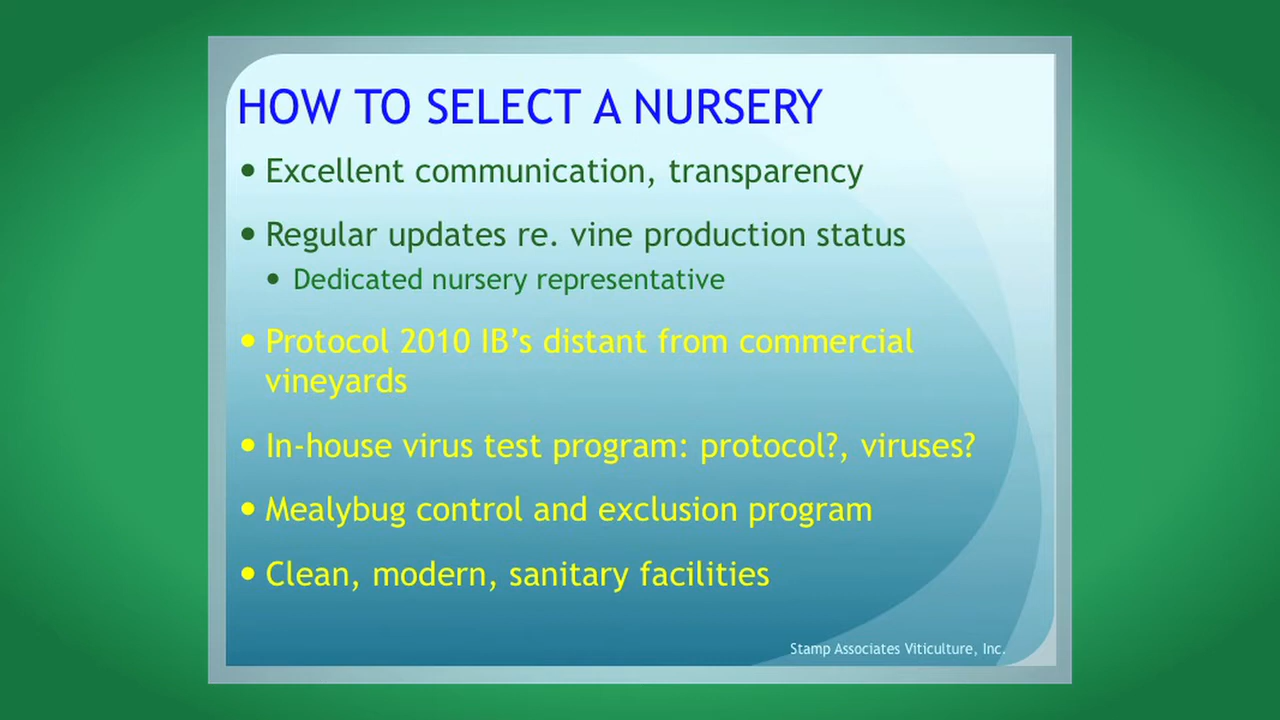 HOW TO SELECT A NURSERY
• Excellent communication, transparency
• Regular updates re. vine production status
• Dedicated nursery representative
• Protocol 2010 IB’s distant from commercial
vineyards
• In-house virus test program: protocol?, viruses?
• Mealybug control and exclusion program
• Clean, modern, sanitary facilities
Stamp Associates Viticulture, Inc.